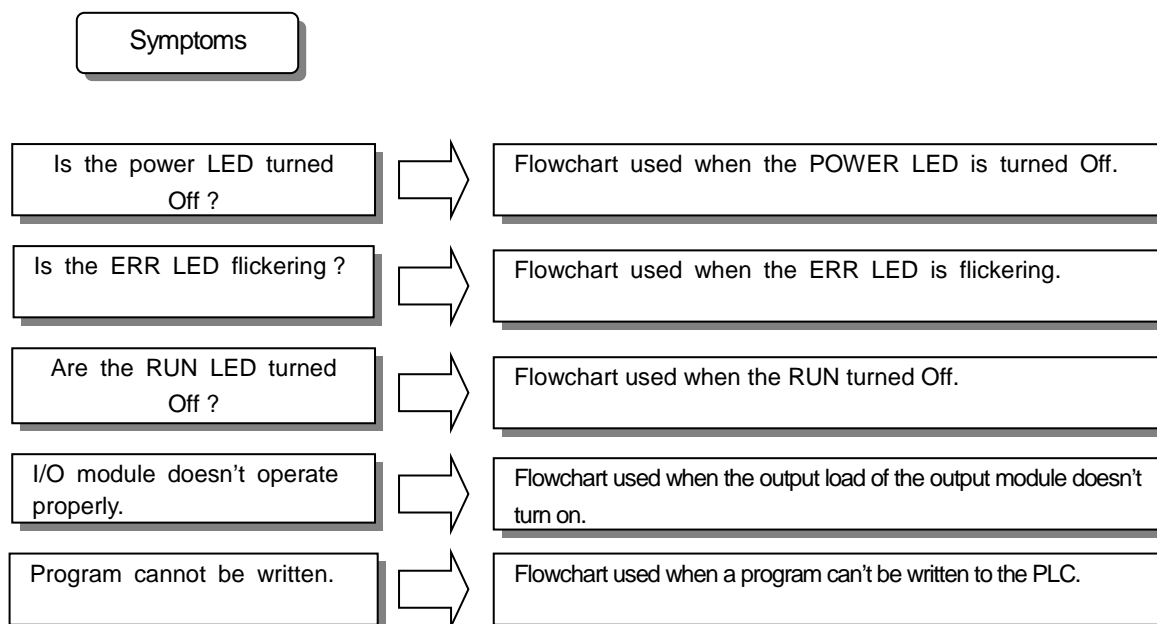 Symptoms
Is the power LED turned
Off ?
Flowchart used when the POWER LED is turned Off.
Is the ERR LED flickering ?
Flowchart used when the ERR LED is flickering.
Are the RUN LED turned
Off ?
Flowchart used when the RUN turned Off.
I/O module doesn’t operate
properly.
Flowchart used when the output load of the output module doesn’t
turn on.
Program cannot be written.
Flowchart used when a program can’t be written to the PLC.